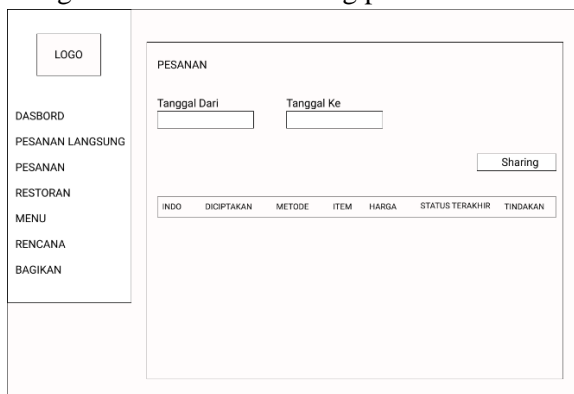 LOGO
DASBORD
PESANAN LANGSUNG
PESANAN
RESTORAN
MENU
RENCANA
BAGIKAN
PESANAN
Tanggal Dari Tanggal Ke
Sharing
INDO DICIPTAKAN METODE ITEM HARGA STATUS TERAKHIR TINDAKAN